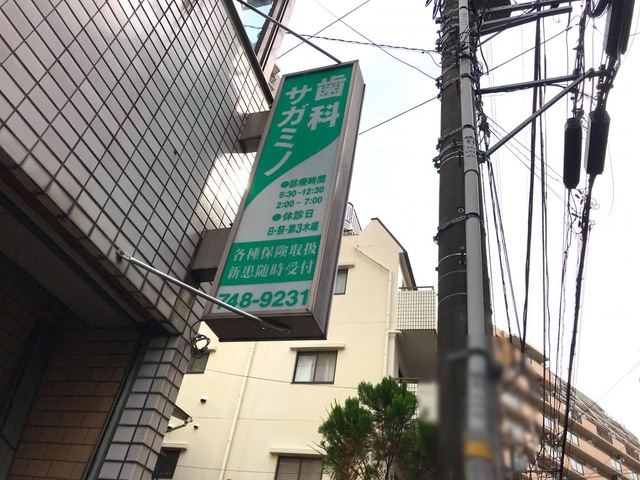 サガミノ
歯科
●診療時間
9:30-12:30
2:00-7:00
●休診日
日・祭・第3木曜
各種保険取扱
新患随時受付
748-9231